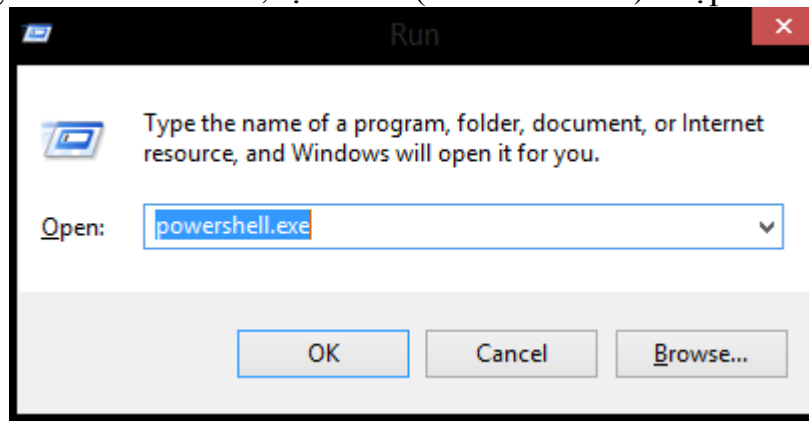 Run
Type the name of a program, folder, document, or Internet
resource, and Windows will open it for you.
Open:
powershell.exe
OK
Cancel
Browse...